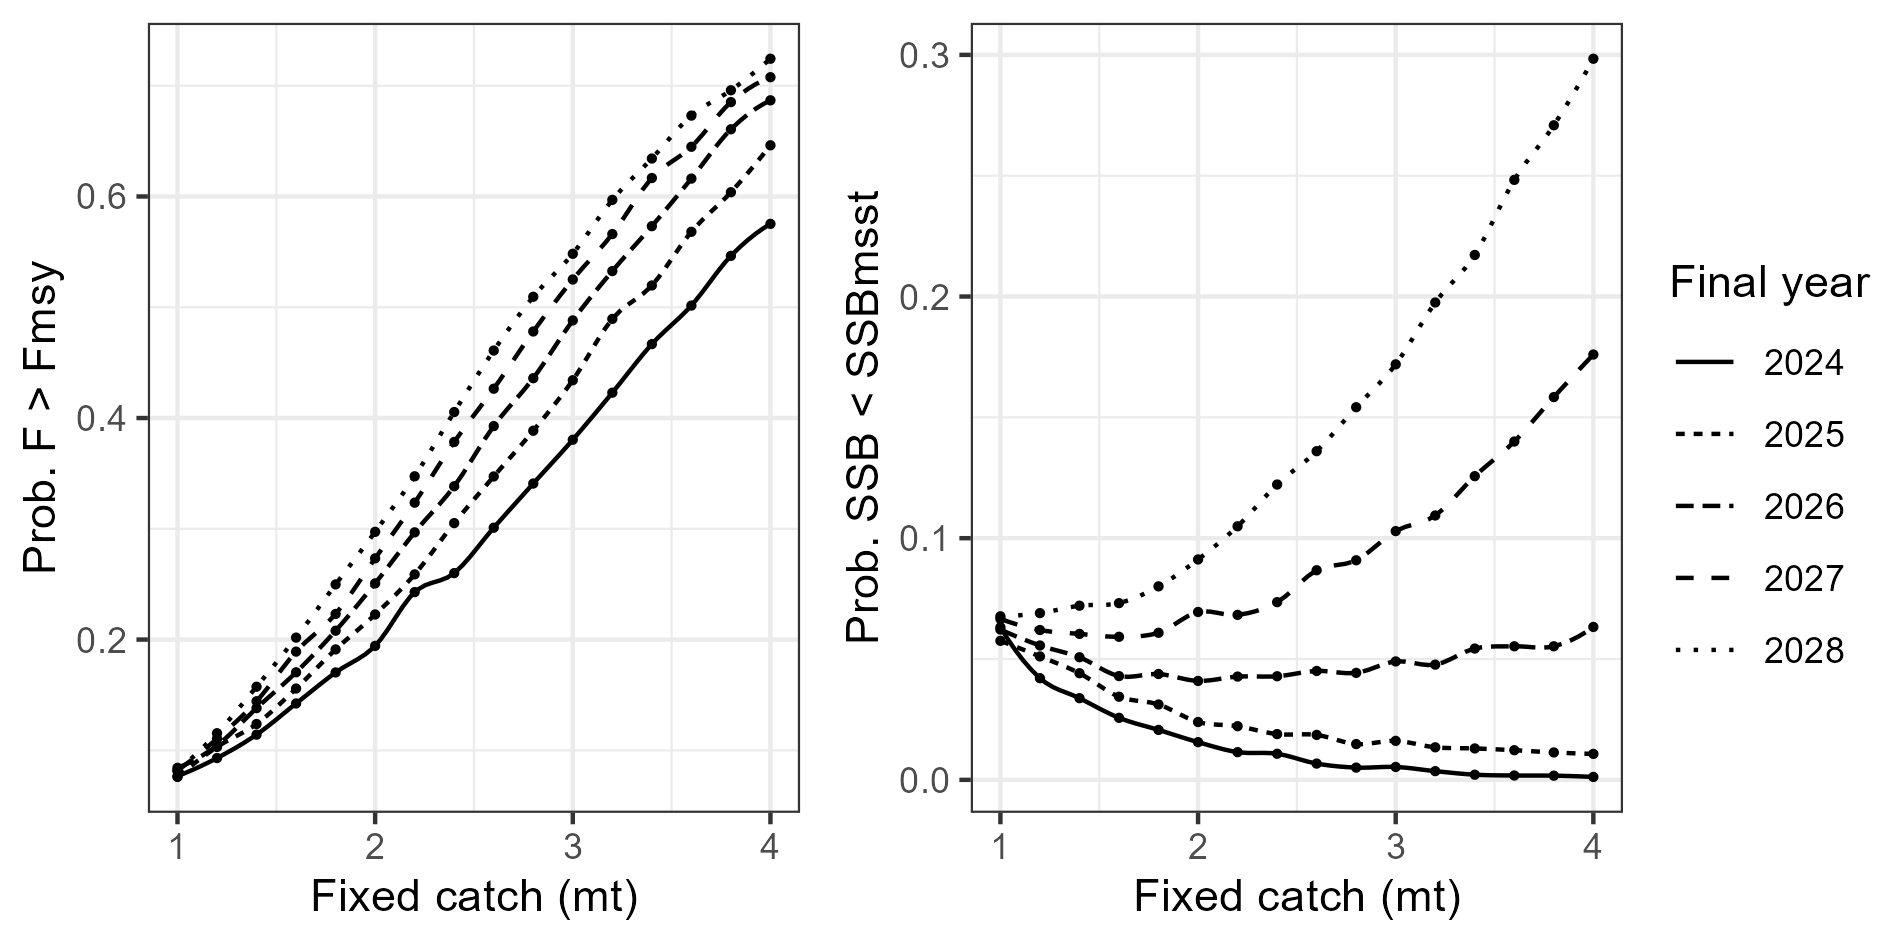 Prob. F > Fmsy
0.6
0.4
0.2
1 2 3 4
Fixed catch (mt)
Prob. SSB < SSBmsst
0.3
0.2
0.1
0.0
1 2 3 4
Fixed catch (mt)
Final year
2024
2025
2026
2027
2028